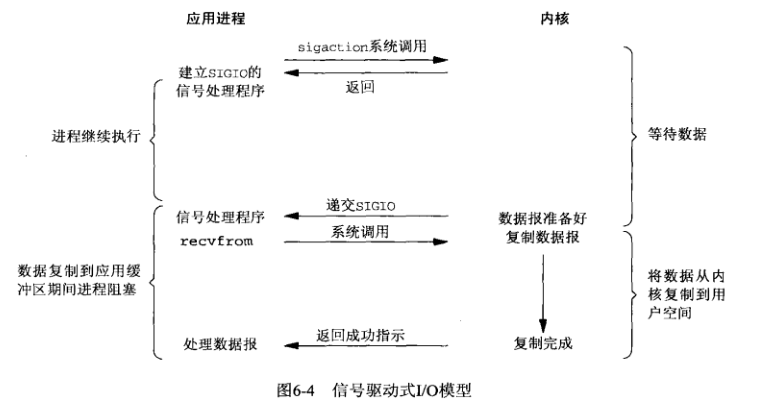 应用进程
内核
sigaction系统调用
建立SIGIO的
信号处理程序
返回
进程继续执行
等待数据
递交SIGIO
信号处理程序
数据报准备好
系统调用
recvfrom
复制数据报
数据复制到应用缓
冲区期间进程阻塞
将数据从内
核复制到用
户空间
返回成功指示
处理数据报
复制完成
图6-4 信号驱动式I/O模型